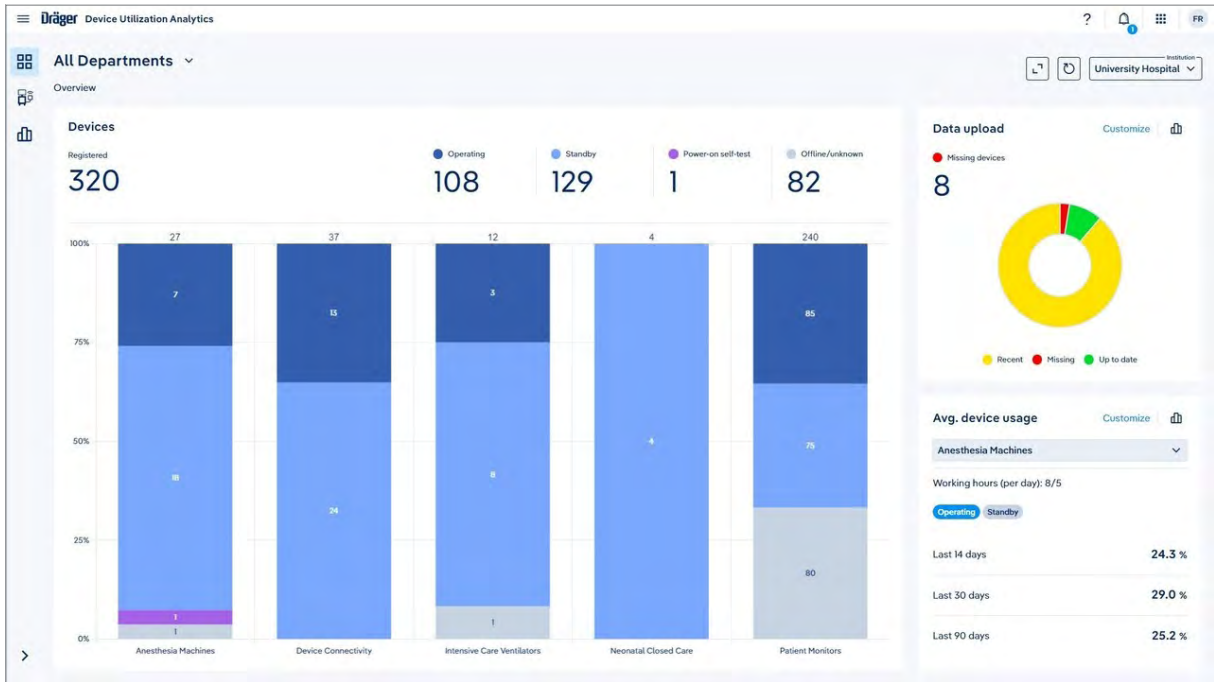 Dräger Device Utilization Analytics
? 1 FR
All Departments
Institution
University Hospital
Overview
Devices
Registered
320
Operating
108
Standby
129
Power-on self-test
1
Offline/unknown
82
27 37 12 4 240
100%
75%
50%
25%
0%
7
18
1
1
13
24
3
8
1
4
85
75
80
Anesthesia Machines Device Connectivity Intensive Care Ventilators Neonatal Closed Care Patient Monitors
Data upload Customize
Missing devices
8
Recent Missing Up to date
Avg. device usage Customize
Anesthesia Machines
Working hours (per day): 8/5
Operating Standby
Last 14 days 24.3 %
Last 30 days 29.0 %
Last 90 days 25.2 %